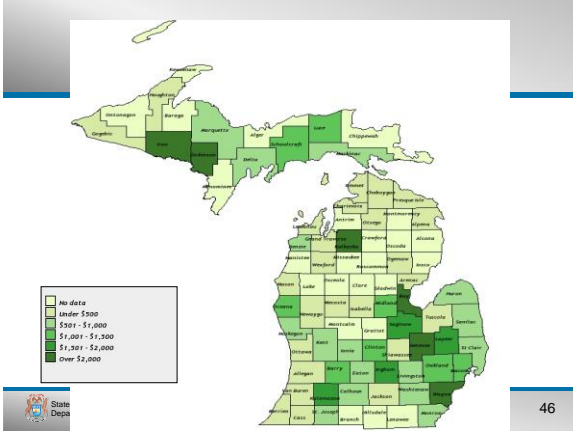 Keweenaw
Houghton
Ontonagon
Baraga
Gogebic
Marquette
Alger
Luce
Chippewa
Iron
Schoolcraft
Mackinac
Dickinson
Delta
Menominee
Emmet
Cheboygan
Presque Isle
Charlevoix
Montmorency
Antrim
Otsego
Alpena
Leelanau
Grand Traverse
Benzie
Kalkaska
Crawford
Oscoda
Alcona
Manistee
Wexford
Missaukee
Roscommon
Ogemaw
Iosco
Arenac
Mason
Lake
Osceola
Clare
Gladwin
Huron
Oceana
Newaygo
Mecosta
Isabella
Midland
Bay
Tuscola
Sanilac
Muskegon
Montcalm
Gratiot
Saginaw
Genesee
Lapeer
St Clair
Ottawa
Kent
Ionia
Clinton
Shiawassee
Oakland
Macomb
Allegan
Barry
Eaton
Ingham
Livingston
Van Buren
Kalamazoo
Calhoun
Jackson
Washtenaw
Wayne
Berrien
Cass
St. Joseph
Branch
Hillsdale
Lenawee
Monroe
No data
Under $500
$501 - $1,000
$1,001 - $1,500
$1,501 - $2,000
Over $2,000
State
Depa
46